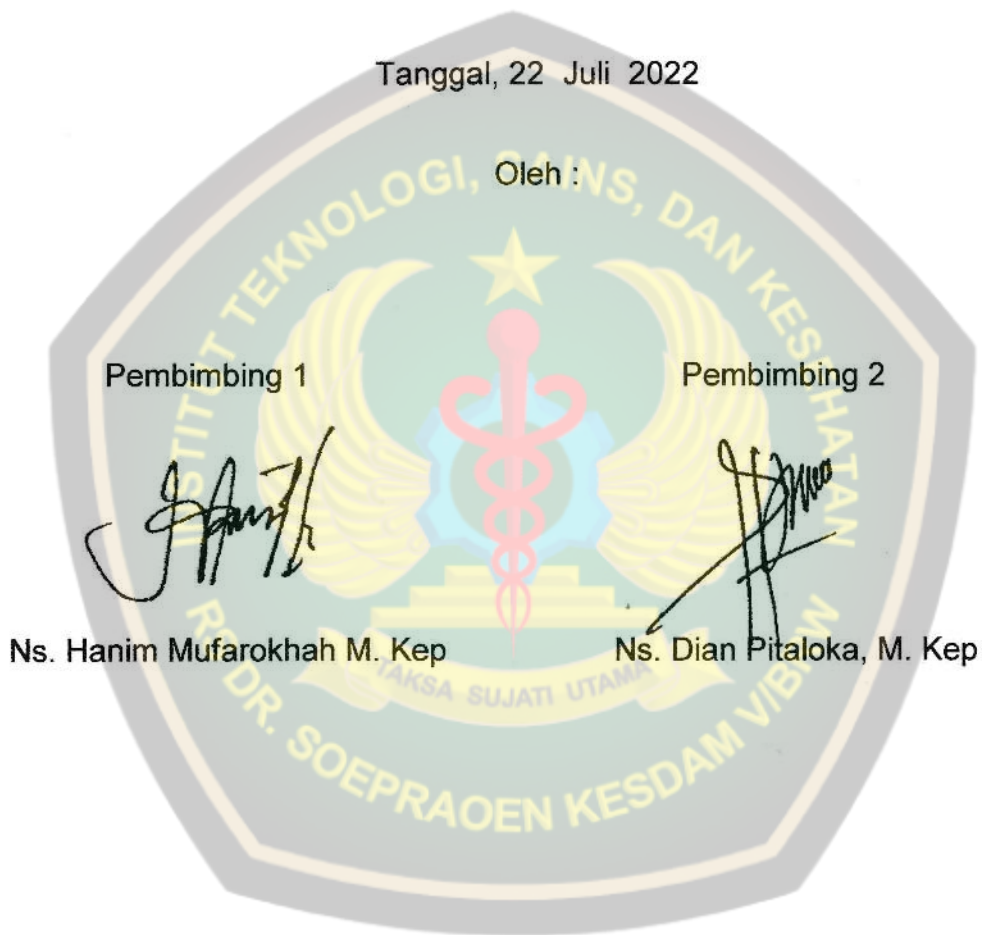 Tanggal, 22 Juli 2022
Oleh :
INSTITUT TEKNOLOGI, SAINS, DAN KESEHATAN
Pembimbing 1
Pembimbing 2
Ns. Hanim Mufarokhah M. Kep
Ns. Dian Pitaloka, M. Kep
TAKSA SUJATI UTAMA
RS DR. SOEPRAOEN KESDAM V/BRW